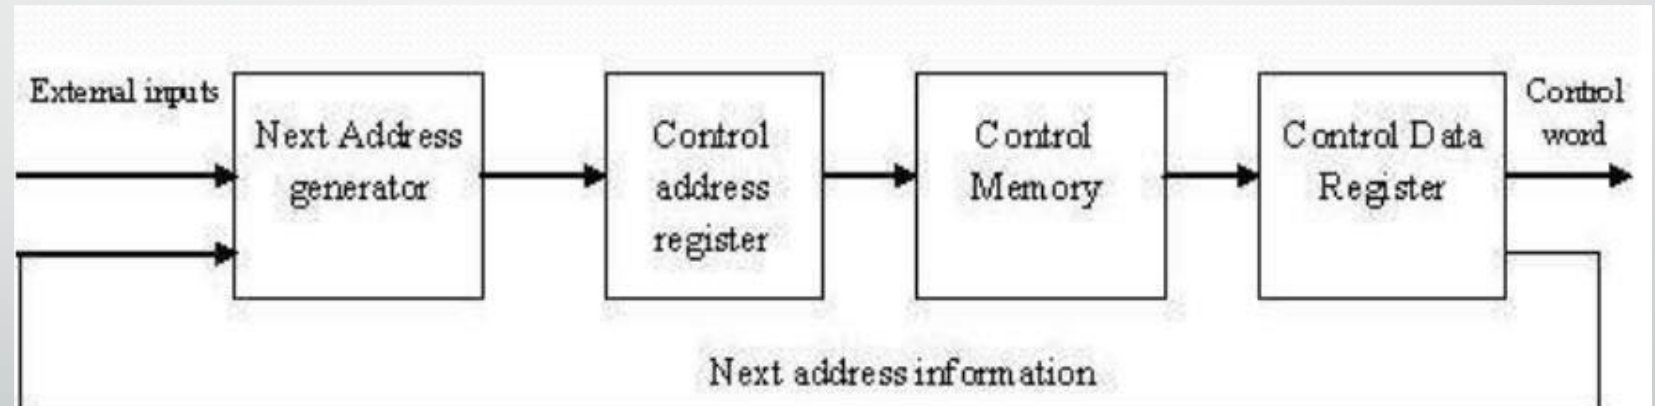 External inputs
Next Address
generator
Control
address
register
Control
Memory
Control Data
Register
Control
word
Next address information